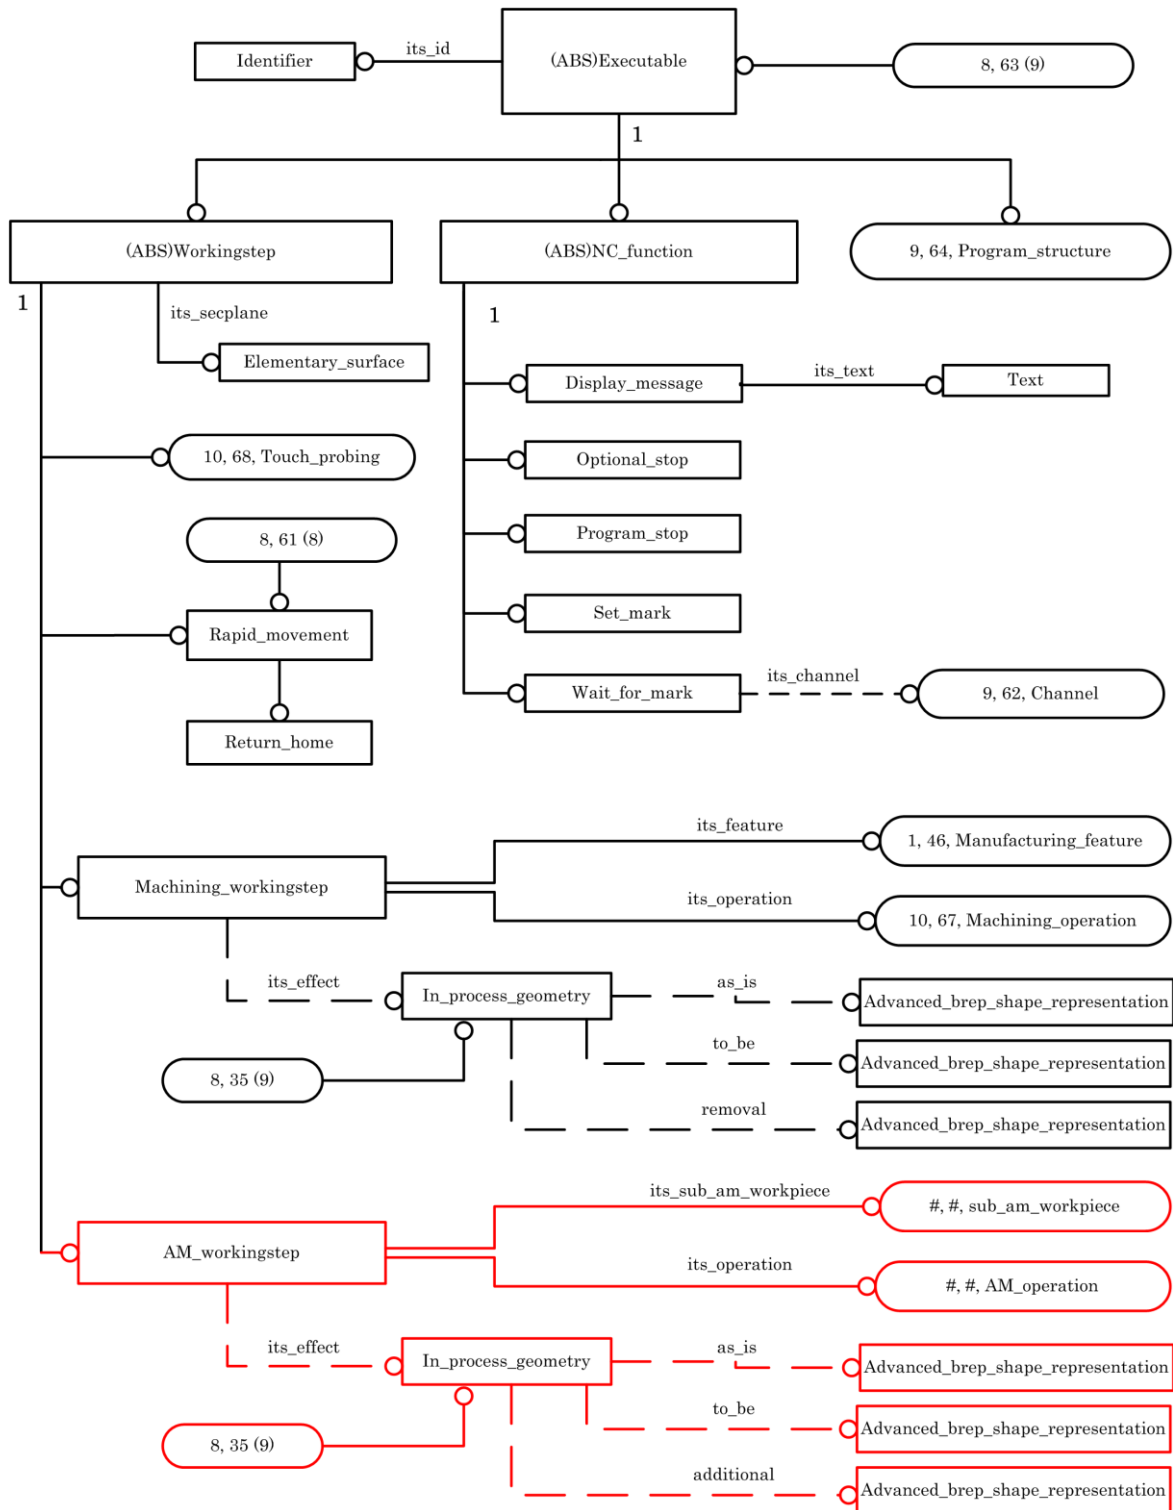 its_id
Identifier
(ABS)Executable
8, 63 (9)
1
(ABS)Workingstep
(ABS)NC_function
9, 64, Program_structure
1
its_secplane
1
Elementary_surface
Display_message
its_text
Text
10, 68, Touch_probing
Optional_stop
8, 61 (8)
Program_stop
Rapid_movement
Set_mark
Return_home
Wait_for_mark
its_channel
9, 62, Channel
its_feature
1, 46, Manufacturing_feature
Machining_workingstep
its_operation
10, 67, Machining_operation
its_effect
In_process_geometry
as_is
Advanced_brep_shape_representation
to_be
Advanced_brep_shape_representation
8, 35 (9)
removal
Advanced_brep_shape_representation
its_sub_am_workpiece
#, #, sub_am_workpiece
AM_workingstep
its_operation
#, #, AM_operation
its_effect
In_process_geometry
as_is
Advanced_brep_shape_representation
to_be
Advanced_brep_shape_representation
8, 35 (9)
additional
Advanced_brep_shape_representation